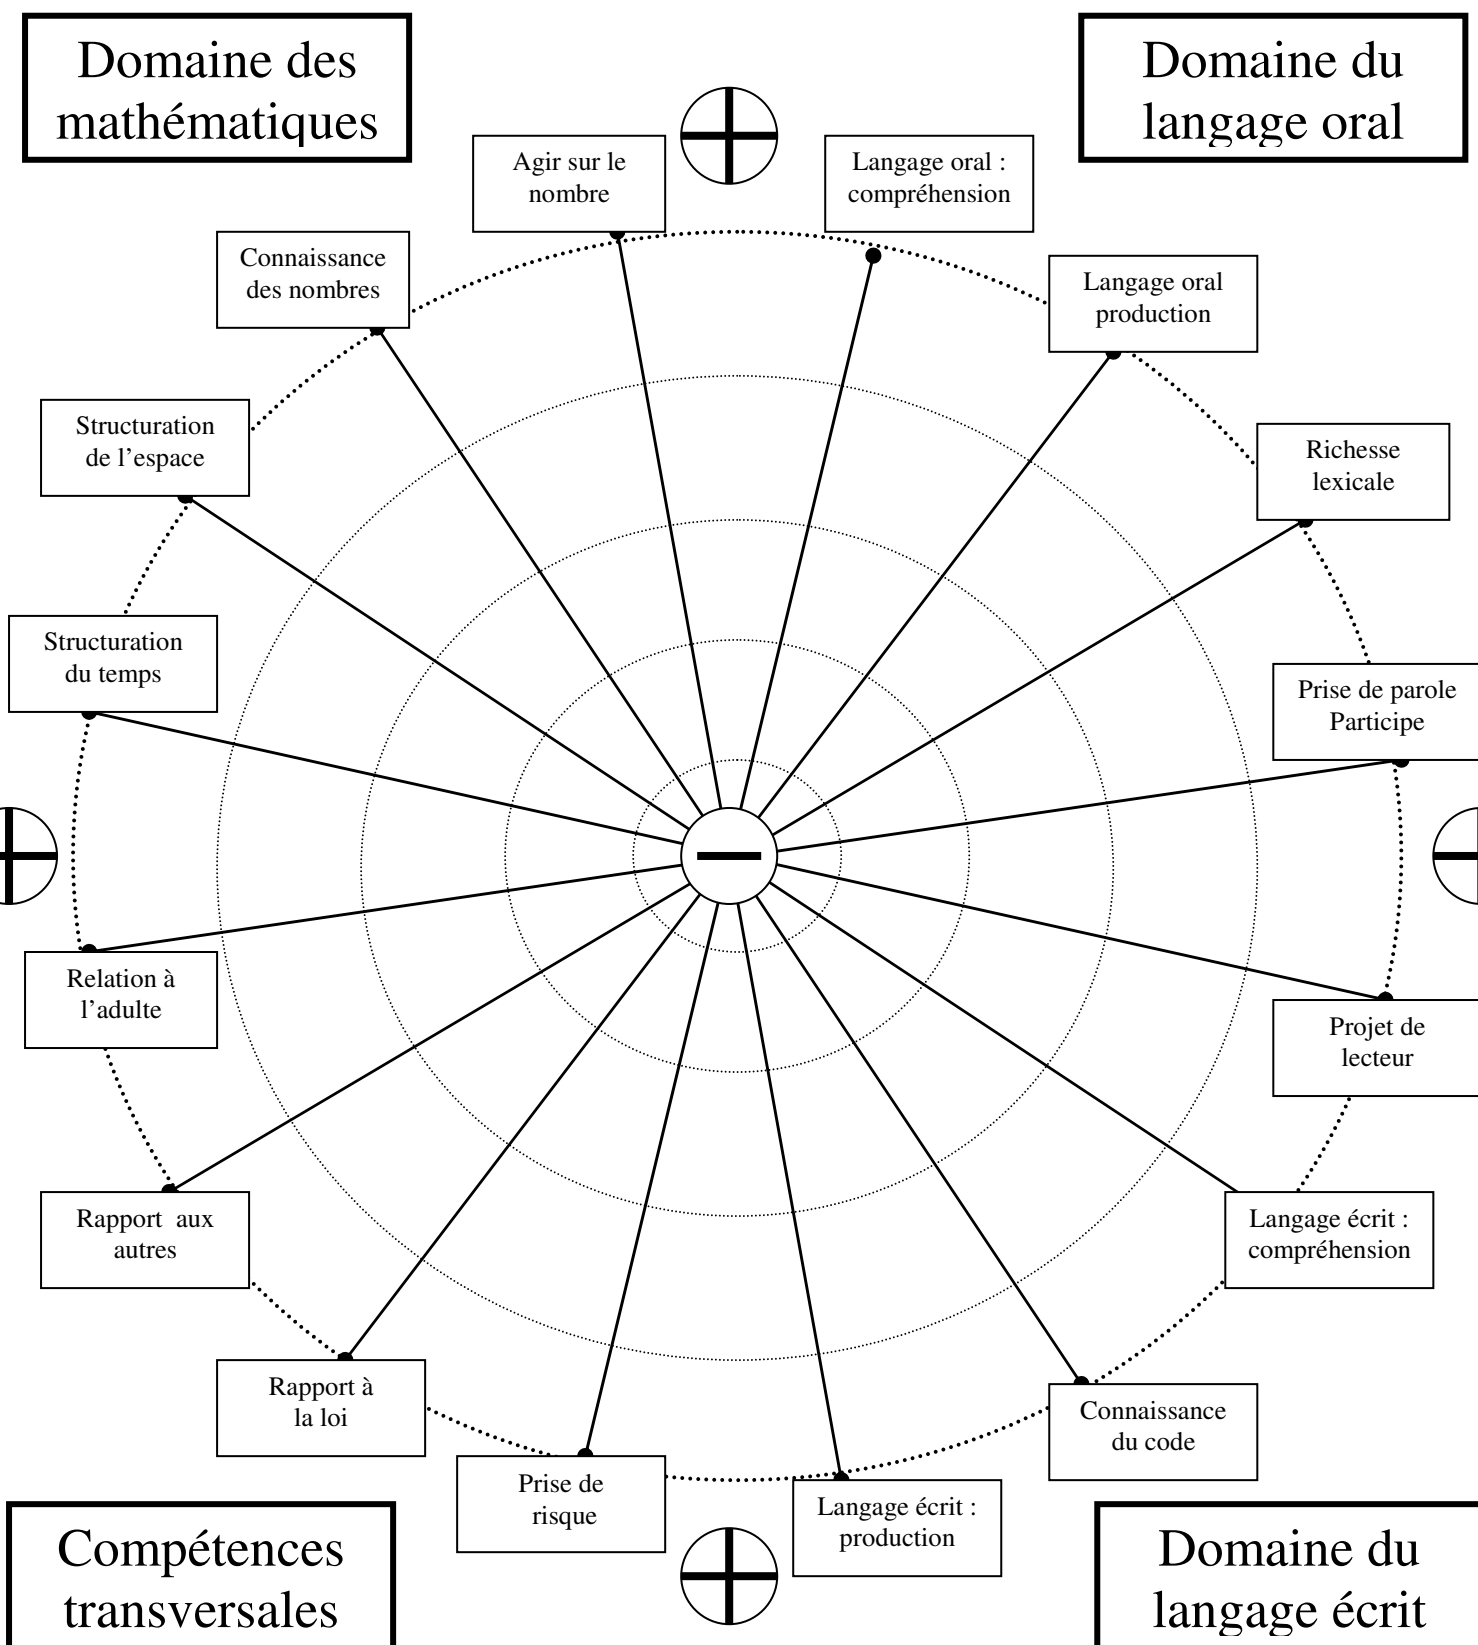 Domaine des
mathématiques
Domaine du
langage oral
Agir sur le
nombre
Langage oral :
compréhension
Connaissance
des nombres
Langage oral
production
Structuration
de l’espace
Richesse
lexicale
Structuration
du temps
Prise de parole
Participe
Relation à
l’adulte
Projet de
lecteur
Rapport  aux
autres
Langage écrit :
compréhension
Rapport à
la loi
Connaissance
du code
Prise de
risque
Langage écrit :
production
Compétences
transversales
Domaine du
langage écrit